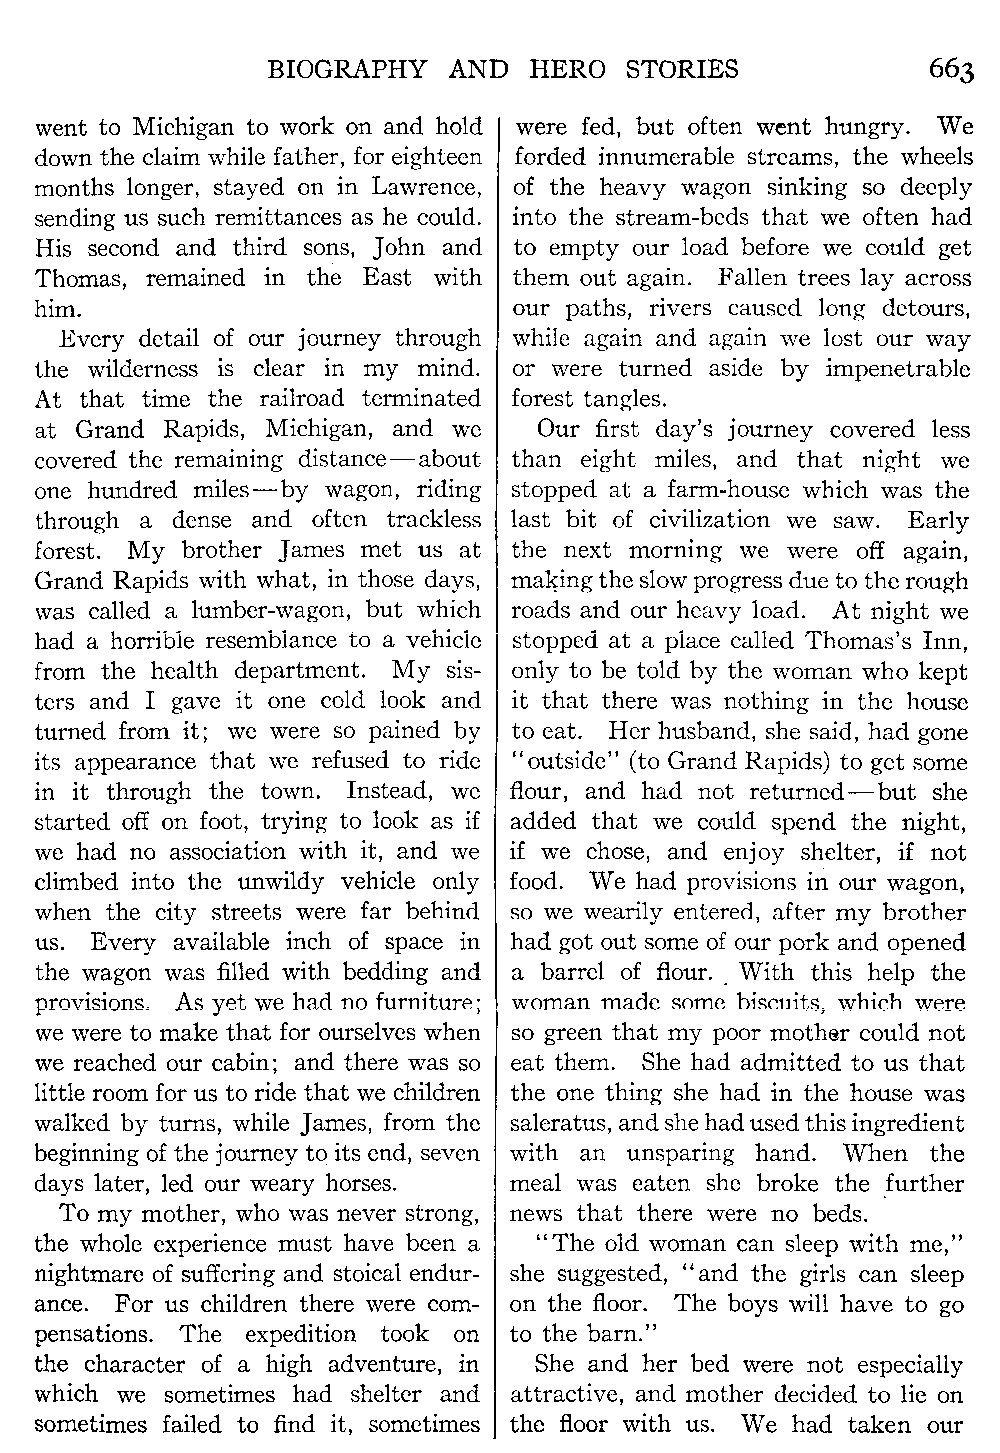 BIOGRAPHY AND HERO STORIES 663
went to Michigan to work on and hold
down the claim while father, for eighteen
months longer, stayed on in Lawrence,
sending us such remittances as he could.
His second and third sons, John and
Thomas, remained in the East with
him.
Every detail of our journey through
the wilderness is clear in my mind.
At that time the railroad terminated
at Grand Rapids, Michigan, and we
covered the remaining distance—about
one hundred miles—by wagon, riding
through a dense and often trackless
forest. My brother James met us at
Grand Rapids with what, in those days,
was called a lumber-wagon, but which
had a horrible resemblance to a vehicle
from the health department. My sis-
ters and I gave it one cold look and
turned from it; we were so pained by
its appearance that we refused to ride
in it through the town. Instead, we
started off on foot, trying to look as if
we had no association with it, and we
climbed into the unwildy vehicle only
when the city streets were far behind
us. Every available inch of space in
the wagon was filled with bedding and
provisions. As yet we had no furniture;
we were to make that for ourselves when
we reached our cabin; and there was so
little room for us to ride that we children
walked by turns, while James, from the
beginning of the journey to its end, seven
days later, led our weary horses.
To my mother, who was never strong,
the whole experience must have been a
nightmare of suffering and stoical endur-
ance. For us children there were com-
pensations. The expedition took on
the character of a high adventure, in
which we sometimes had shelter and
sometimes failed to find it, sometimes
were fed, but often went hungry. We
forded innumerable streams, the wheels
of the heavy wagon sinking so deeply
into the stream-beds that we often had
to empty our load before we could get
them out again. Fallen trees lay across
our paths, rivers caused long detours,
while again and again we lost our way
or were turned aside by impenetrable
forest tangles.
Our first day's journey covered less
than eight miles, and that night we
stopped at a farm-house which was the
last bit of civilization we saw. Early
the next morning we were off again,
making the slow progress due to the rough
roads and our heavy load. At night we
stopped at a place called Thomas's Inn,
only to be told by the woman who kept
it that there was nothing in the house
to eat. Her husband, she said, had gone
"outside" (to Grand Rapids) to get some
flour, and had not returned—but she
added that we could spend the night,
if we chose, and enjoy shelter, if not
food. We had provisions in our wagon,
so we wearily entered, after my brother
had got out some of our pork and opened
a barrel of flour. With this help the
woman made some biscuits, which were
so green that my poor mother could not
eat them. She had admitted to us that
the one thing she had in the house was
saleratus, and she had used this ingredient
with an unsparing hand. When the
meal was eaten she broke the further
news that there were no beds.
"The old woman can sleep with me,"
she suggested, "and the girls can sleep
on the floor. The boys will have to go
to the barn."
She and her bed were not especially
attractive, and mother decided to lie on
the floor with us. We had taken our